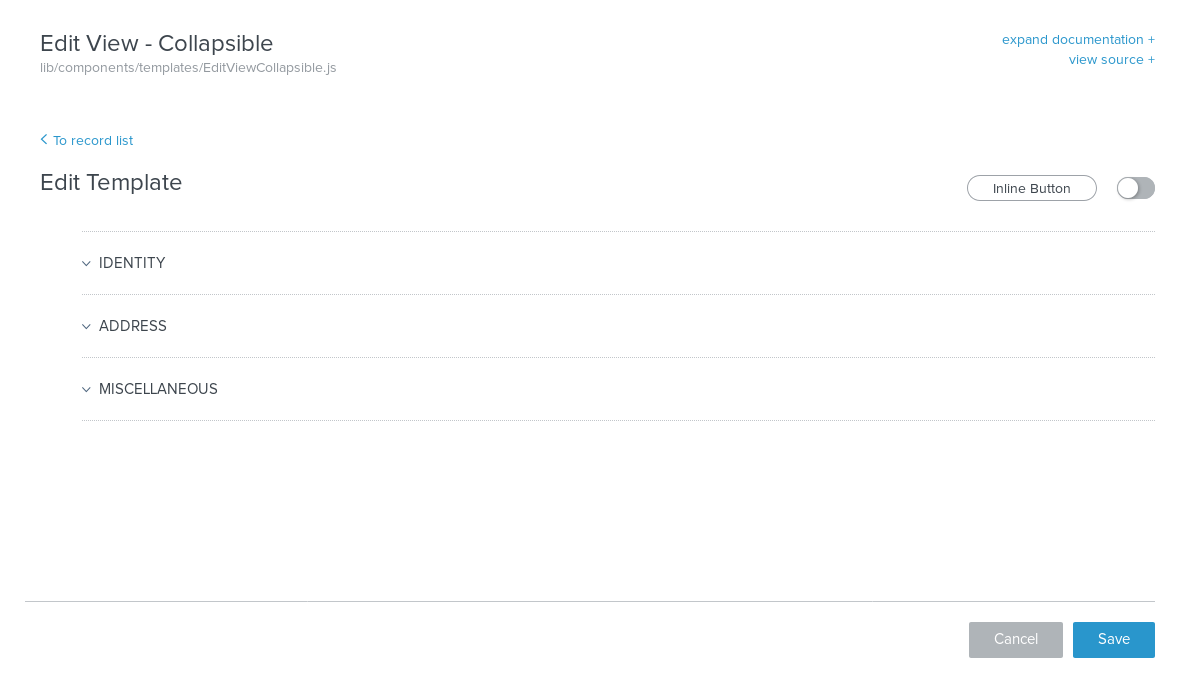 Edit View - Collapsible
expand documentation +
lib/components/templates/EditViewCollapsible.js
view source +
To record list
Edit Template
Inline Button
IDENTITY
ADDRESS
MISCELLANEOUS
Cancel
Save